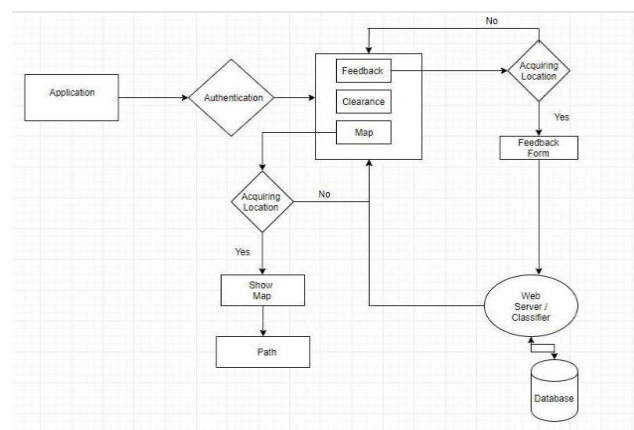 No
Feedback
Acquiring
Location
Application
Authentication
Clearance
Yes
Map
Feedback
Form
Acquiring
Location
No
Yes
Show
Map
Web
Server /
Classifier
Path
Database